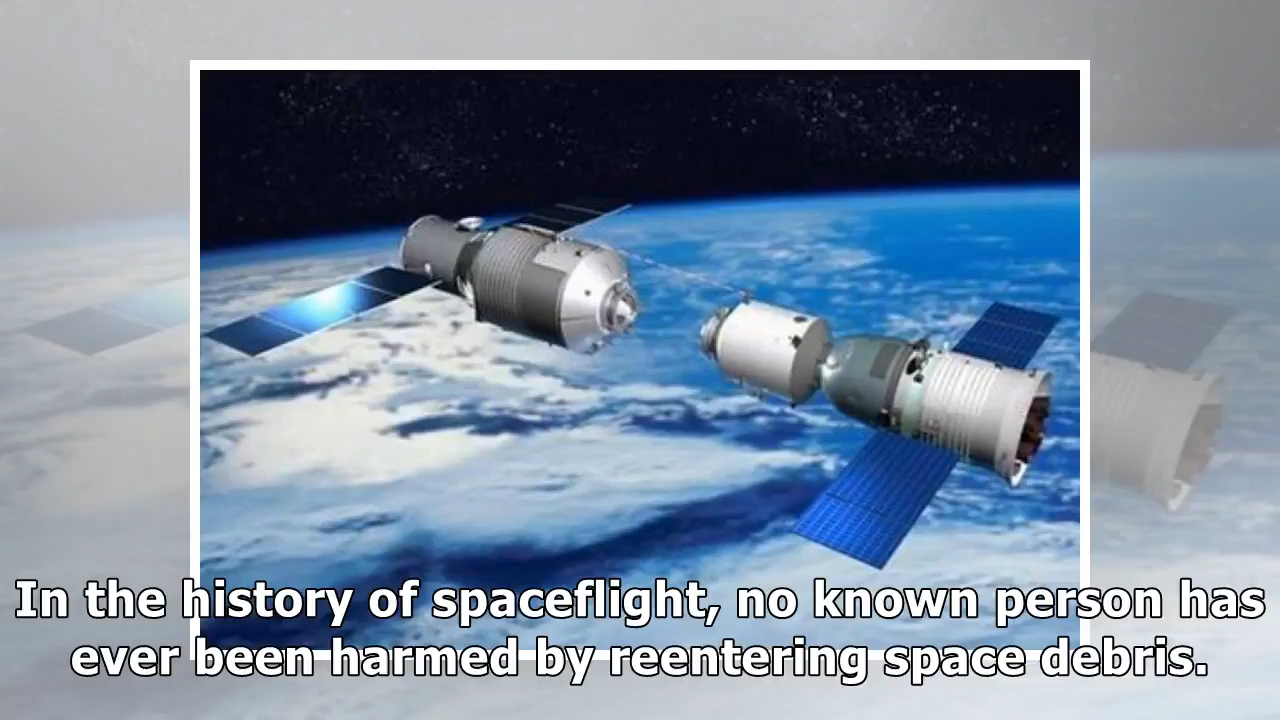 In the history of spaceflight, no known person has
ever been harmed by reentering space debris.